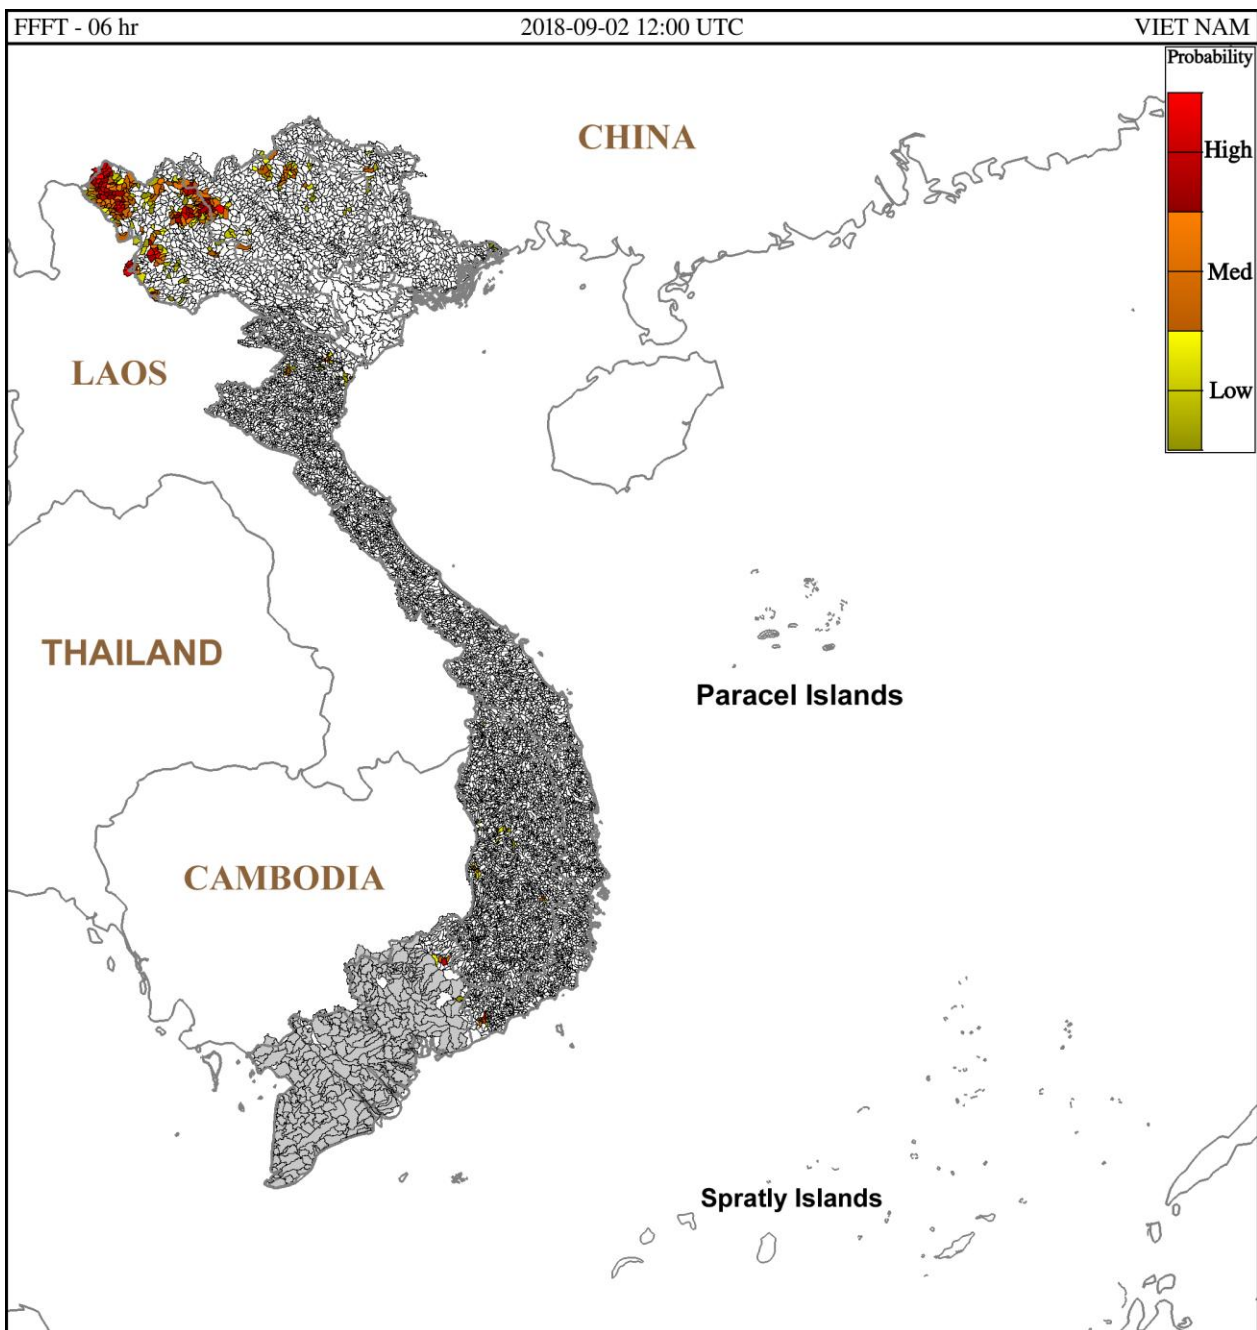 FFFT - 06 hr
2018-09-02 12:00 UTC
VIET NAM
Probability
High
Med
Low
CHINA
LAOS
THAILAND
Paracel Islands
CAMBODIA
Spratly Islands